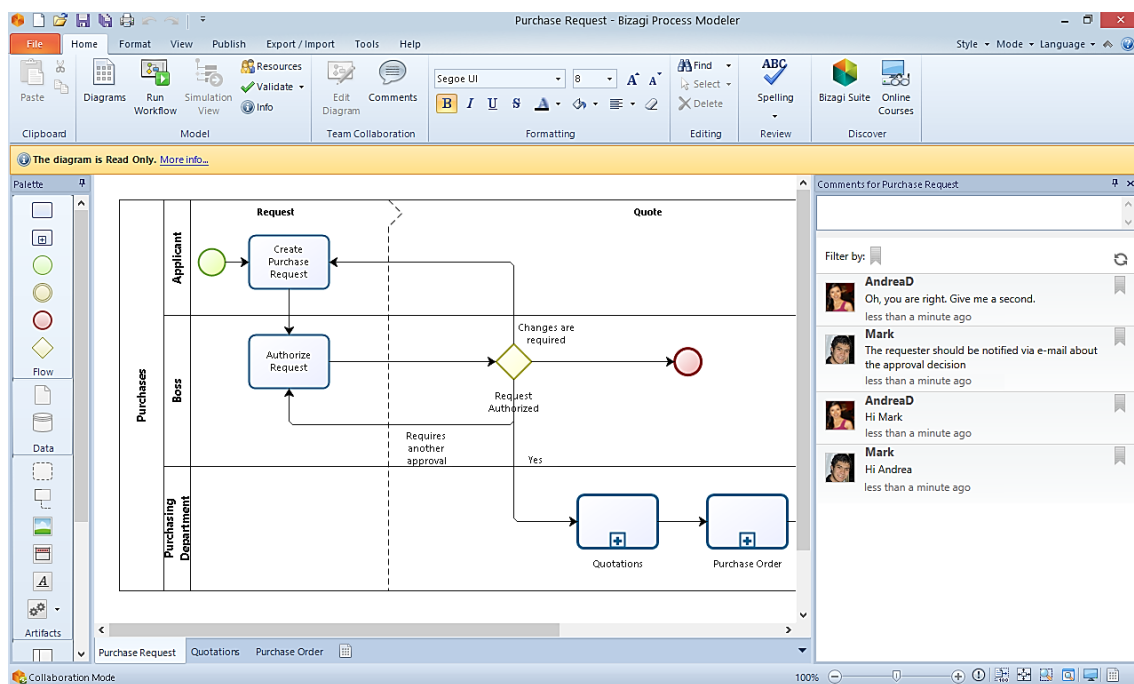 Purchase Request - Bizagi Process Modeler
File Home Format View Publish Export / Import Tools Help
Style Mode Language
Paste
Clipboard
Diagrams
Run Workflow
Simulation View
Resources
Validate
Info
Model
Edit Diagram
Comments
Team Collaboration
Segoe UI 8
A A
B I U S A
Formatting
Find
Select
Delete
Editing
ABC
Spelling
Review
Bizagi Suite
Online Courses
Discover
The diagram is Read Only. More info...
Palette
Flow
Data
A
Artifacts
Purchases
Applicant
Boss
Purchasing
Department
Request
Quote
Create
Purchase
Request
Authorize
Request
Changes are
required
Request
Authorized
Requires
another
approval
Yes
Quotations
Purchase Order
Comments for Purchase Request
Filter by:
AndreaD
Oh, you are right. Give me a second.
less than a minute ago
Mark
The requester should be notified via e-mail about
the approval decision
less than a minute ago
AndreaD
Hi Mark
less than a minute ago
Mark
Hi Andrea
less than a minute ago
Purchase Request Quotations Purchase Order
Collaboration Mode
100%